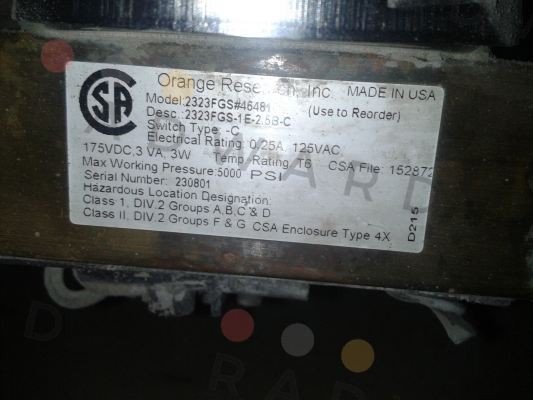 Orange Research, Inc. MADE IN USA
Model:2323FGS#46481 (Use to Reorder)
Desc. 2323FGS-1E-2.5B-C
Switch Type: -C
Electrical Rating: 0.25A, 125VAC,
175VDC,3 VA, 3W Temp. Rating: T6 CSA File: 152872
Max Working Pressure:5000 PSI
Serial Number: 230801
Hazardous Location Designation:
Class 1, DIV.2 Groups A,B,C & D
Class II, DIV.2 Groups F & G CSA Enclosure Type 4X
D215